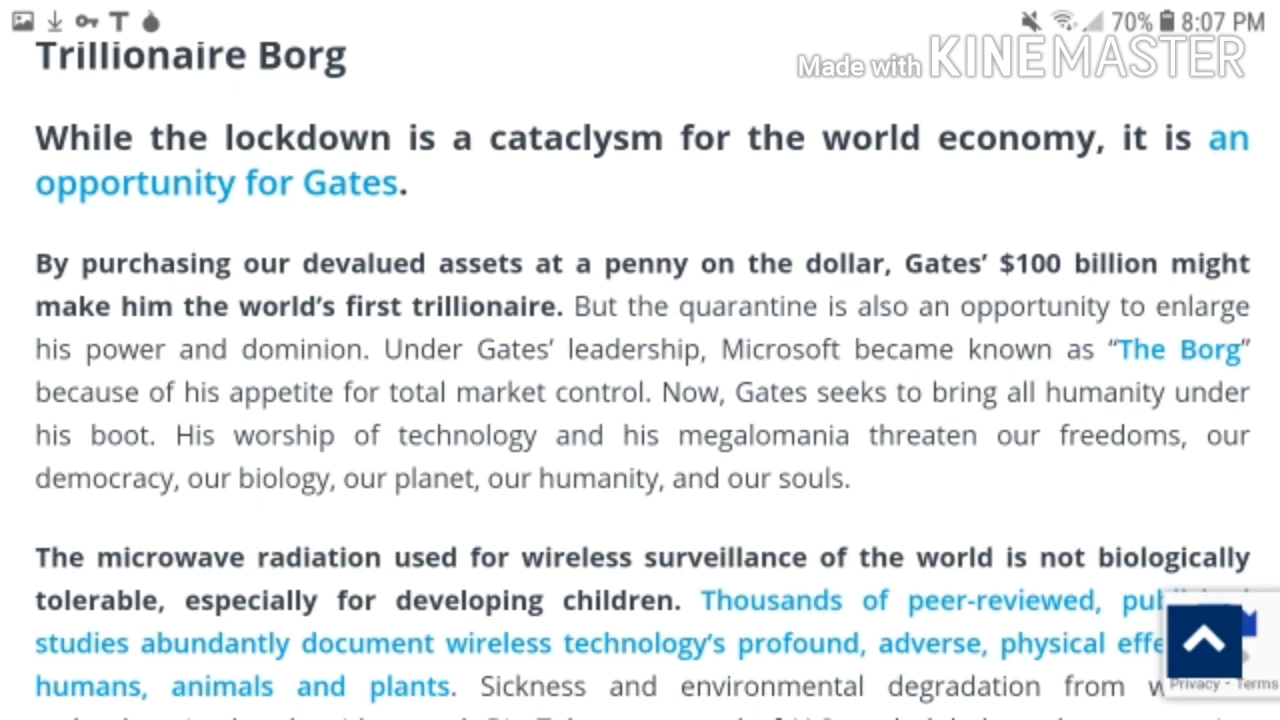 T 70% 8:07 PM
Trillionaire Borg
Made with KINEMASTER
While the lockdown is a cataclysm for the world economy, it is an
opportunity for Gates.
By purchasing our devalued assets at a penny on the dollar, Gates’ $100 billion might
make him the world’s first trillionaire. But the quarantine is also an opportunity to enlarge
his power and dominion. Under Gates’ leadership, Microsoft became known as “The Borg”
because of his appetite for total market control. Now, Gates seeks to bring all humanity under
his boot. His worship of technology and his megalomania threaten our freedoms, our
democracy, our biology, our planet, our humanity, and our souls.
The microwave radiation used for wireless surveillance of the world is not biologically
tolerable, especially for developing children. Thousands of peer-reviewed,
studies abundantly document wireless technology’s profound, adverse, physical
humans, animals and plants. Sickness and environmental degradation from
Privacy - Terms